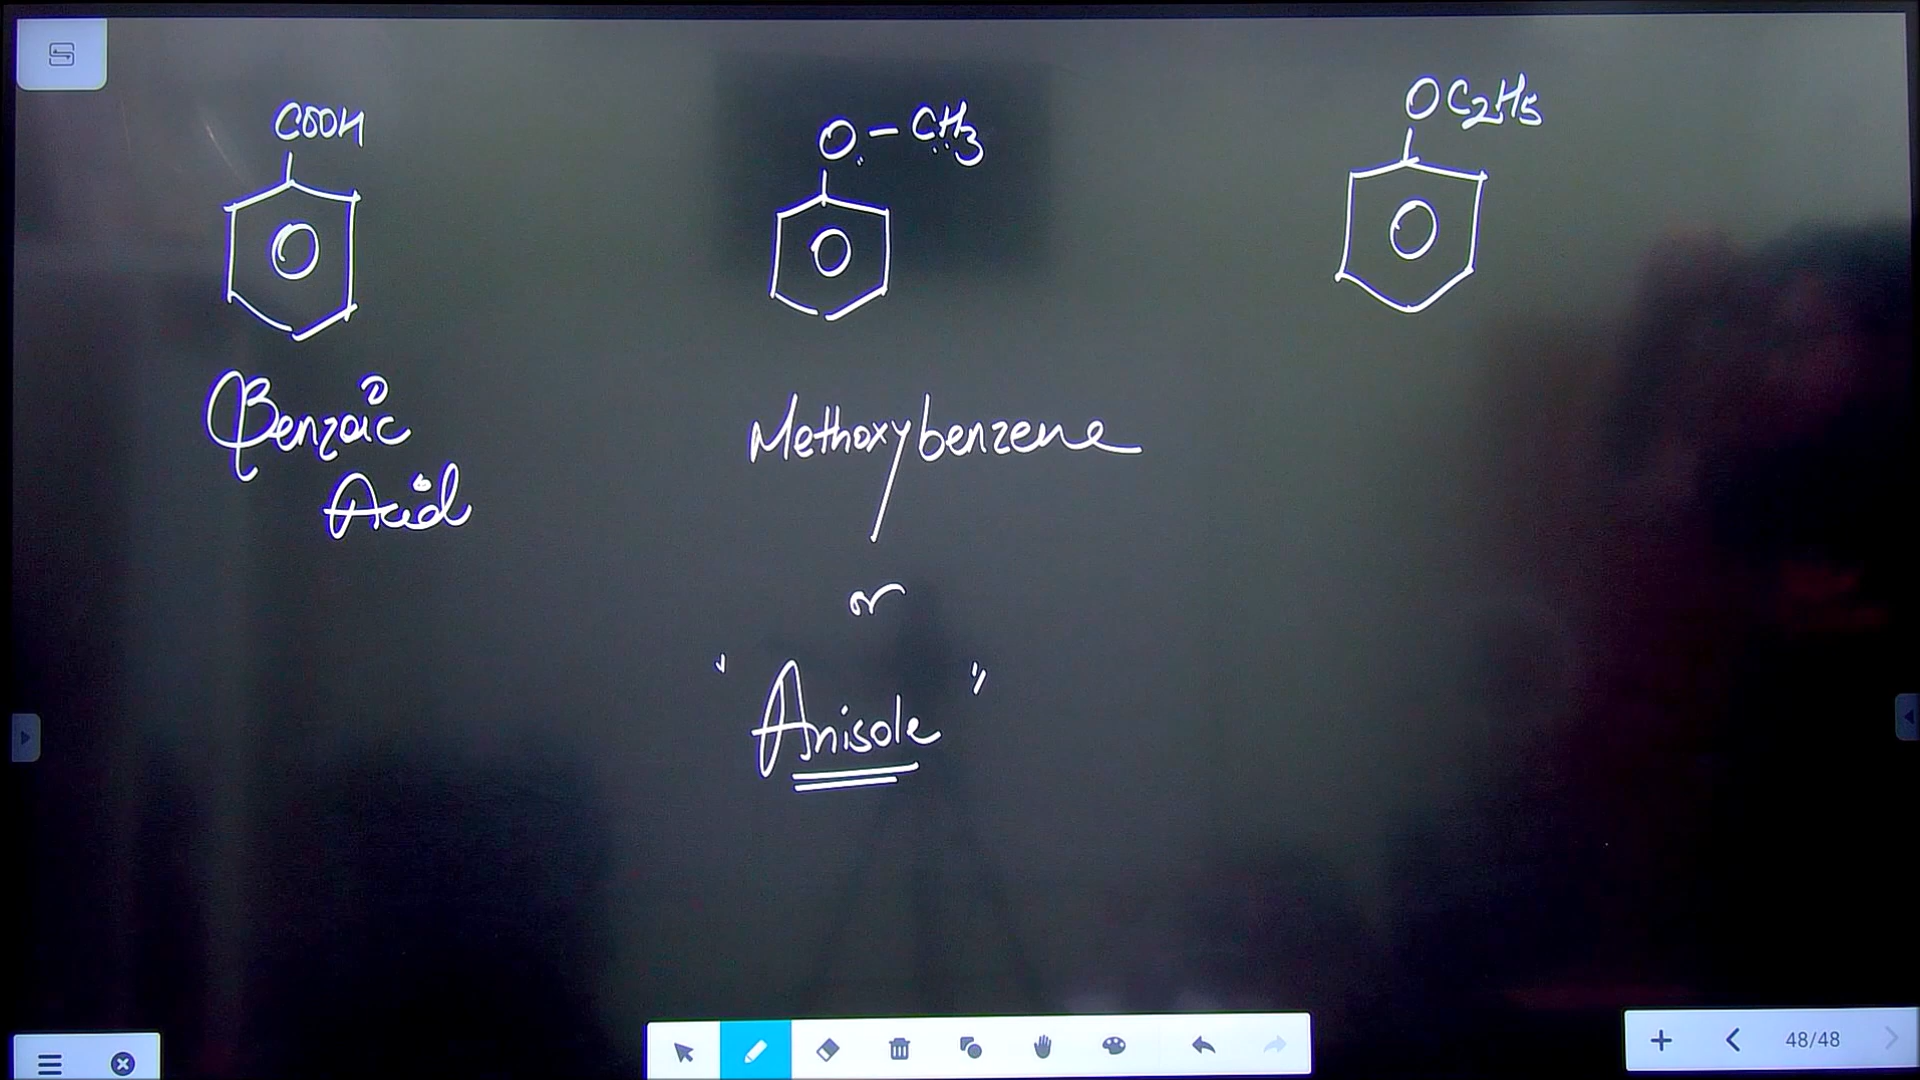 COOH
O-CH3
OC2H5
Benzoic
Acid
Methoxybenzene
or
"Anisole"
48/48